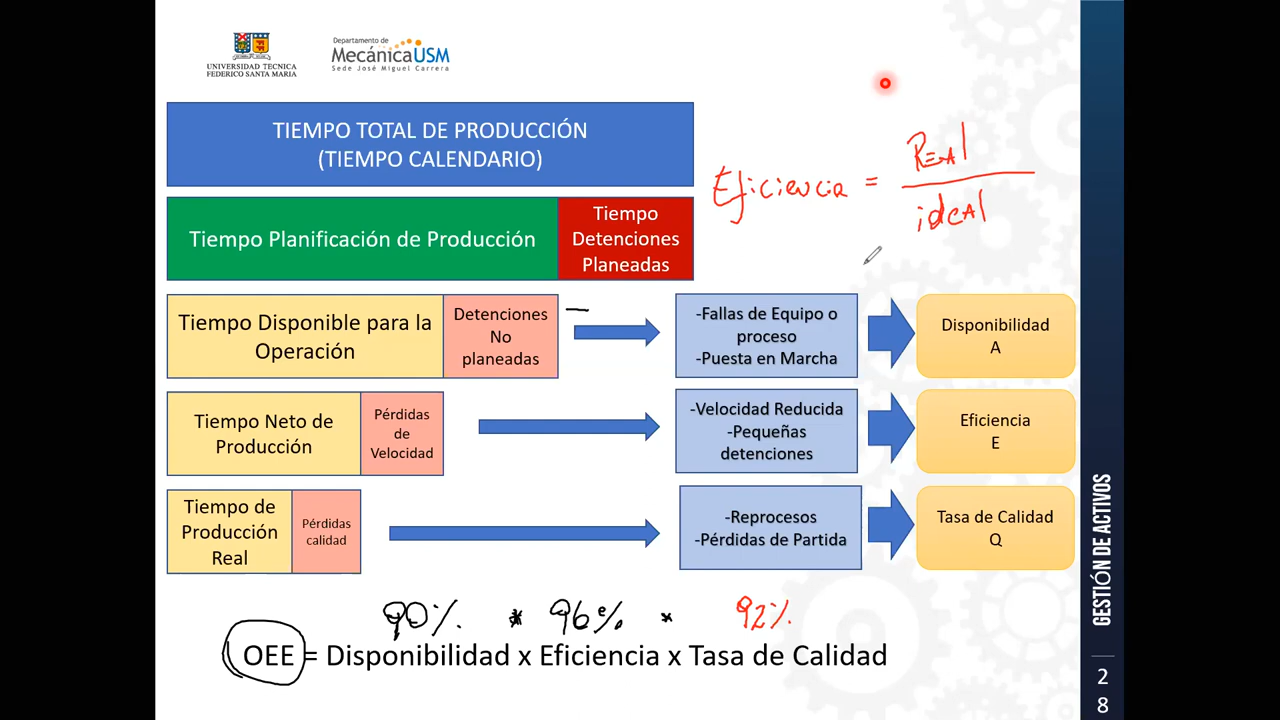 UNIVERSIDAD TECNICA
FEDERICO SANTA MARIA
Departamento de
MecánicaUSM
Sede José Miguel Carrera
TIEMPO TOTAL DE PRODUCCIÓN
(TIEMPO CALENDARIO)
Eficiencia = REAl
ideAl
Tiempo Planificación de Producción
Tiempo
Detenciones
Planeadas
Tiempo Disponible para la
Operación
Detenciones
No
planeadas
-Fallas de Equipo o
proceso
-Puesta en Marcha
Disponibilidad
A
Tiempo Neto de
Producción
Pérdidas
de
Velocidad
-Velocidad Reducida
-Pequeñas
detenciones
Eficiencia
E
Tiempo de
Producción
Real
Pérdidas
calidad
-Reprocesos
-Pérdidas de Partida
Tasa de Calidad
Q
90% * 96% * 92%
OEE = Disponibilidad x Eficiencia x Tasa de Calidad
GESTIÓN DE ACTIVOS
2
8